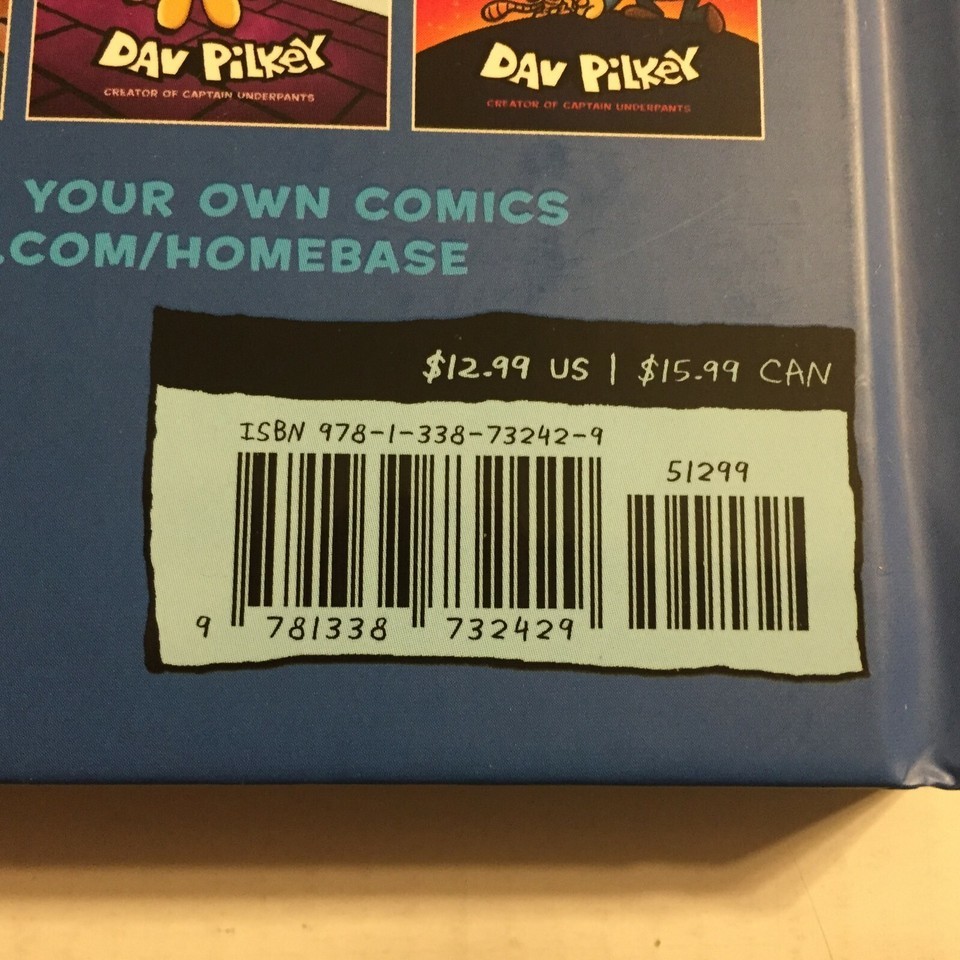 DAV PILKEY
CREATOR OF CAPTAIN UNDERPANTS
DAV PILKEY
CREATOR OF CAPTAIN UNDERPANTS
YOUR OWN COMICS
.COM/HOMEBASE
$12.99 US | $15.99 CAN
ISBN 978-1-338-73242-9
51299
9 781338 732429